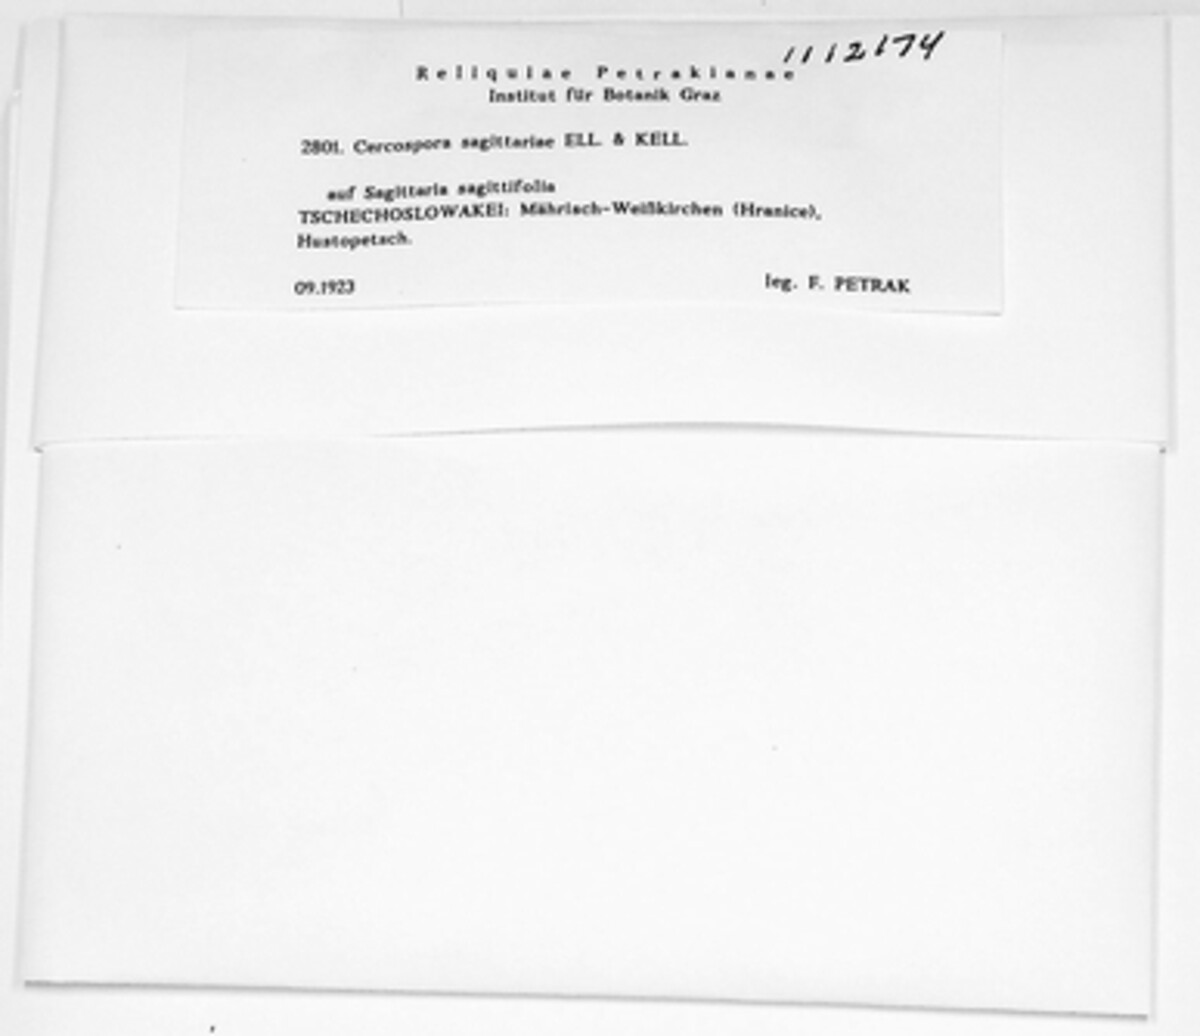 1112174
Reliquiae Petrakianae
Institut für Botanik Graz
2801. Cercospora sagittariae ELL. & KELL.
auf Sagittaria sagittifolia
TSCHECHOSLOWAKEI: Mährisch-Weißkirchen (Hranice),
Hustopetsch.
09.1923 leg. F. PETRAK